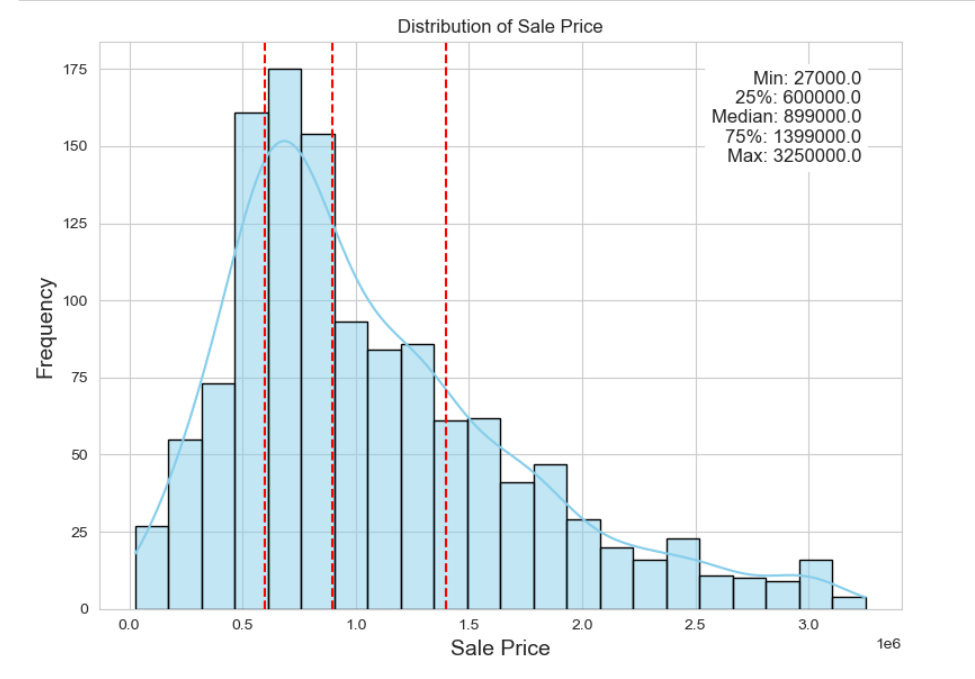 Distribution of Sale Price
175
150
125
100
75
50
25
0
Frequency
Min: 27000.0
25%: 600000.0
Median: 899000.0
75%: 1399000.0
Max: 3250000.0
0.0 0.5 1.0 1.5 2.0 2.5 3.0
1e6
Sale Price